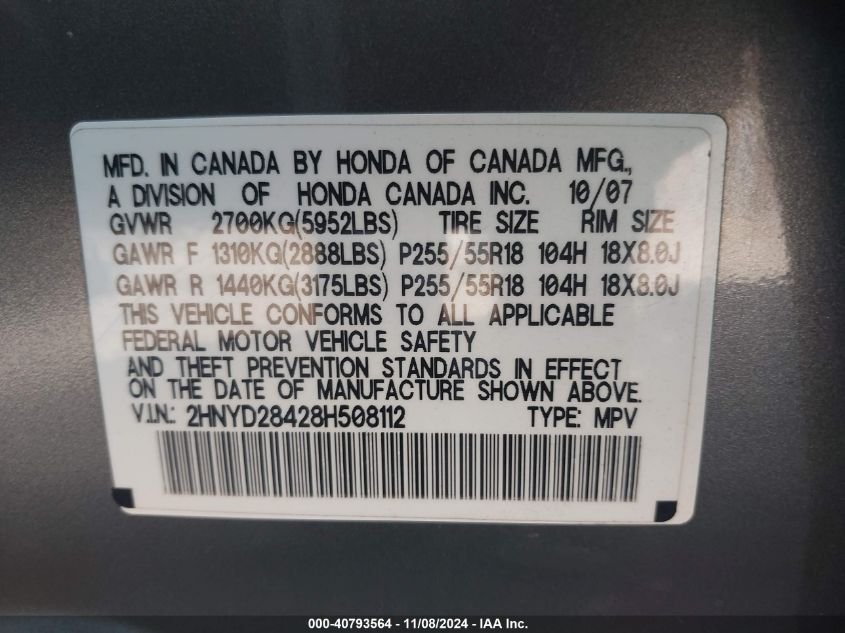 MFD. IN CANADA BY HONDA OF CANADA MFG.,
A DIVISION OF HONDA CANADA INC. 10/07
GVWR 2700KG(5952LBS) TIRE SIZE RIM SIZE
GAWR F 1310KG(2888LBS) P255/55R18 104H 18X8.0J
GAWR R 1440KG(3175LBS) P255/55R18 104H 18X8.0J
THIS VEHICLE CONFORMS TO ALL APPLICABLE
FEDERAL MOTOR VEHICLE SAFETY
AND THEFT PREVENTION STANDARDS IN EFFECT
ON THE DATE OF MANUFACTURE SHOWN ABOVE.
V.I.N.: 2HNYD28428H508112 TYPE: MPV
000-40793564 - 11/08/2024 - IAA Inc.